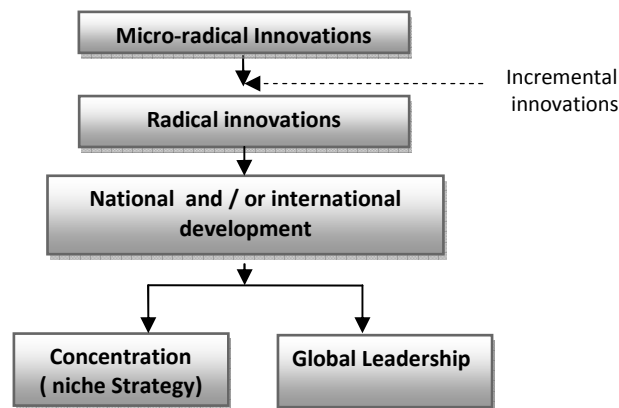 Micro-radical Innovations
Incremental
innovations
Radical innovations
National and / or international
development
Concentration
( niche Strategy)
Global Leadership